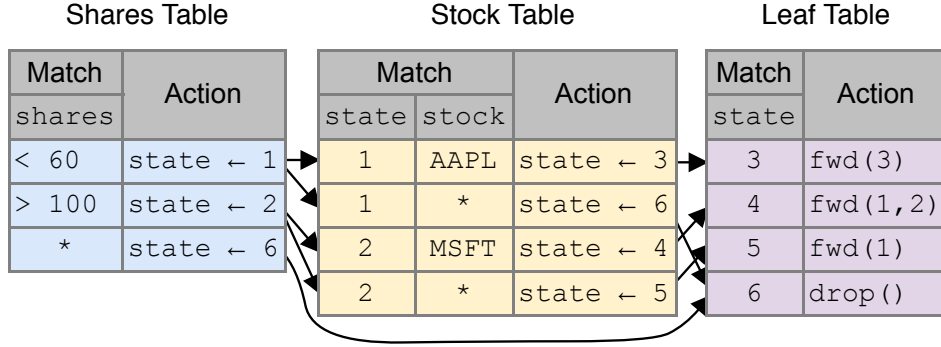 Shares Table Stock Table Leaf Table
Match Action Match Action Match Action
shares state stock state
< 60 state ← 1 1 AAPL state ← 3 3 fwd(3)
> 100 state ← 2 1 * state ← 6 4 fwd(1,2)
* state ← 6 2 MSFT state ← 4 5 fwd(1)
2 * state ← 5 6 drop()